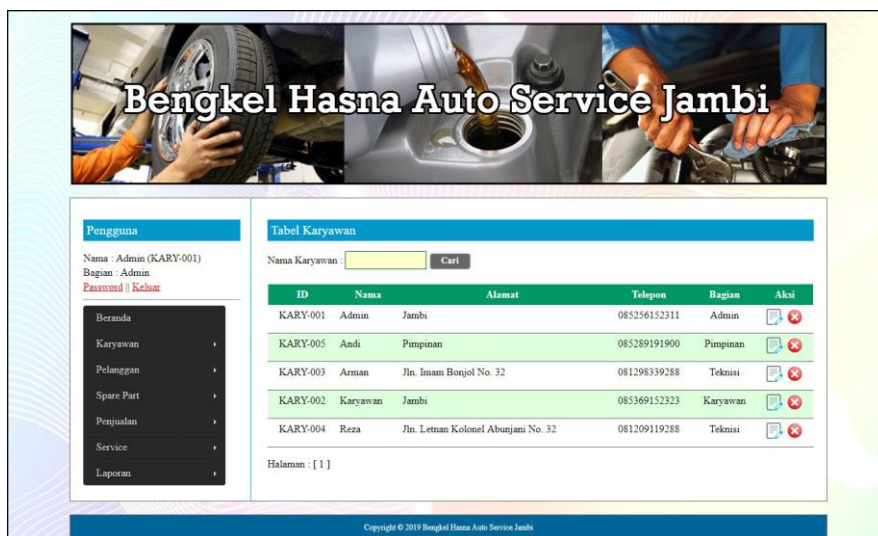 Bengkel Hasna Auto Service Jambi
Pengguna
Nama : Admin (KARY-001)
Bagian : Admin
Password || Keluar
Beranda
Karyawan
Pelanggan
Spare Part
Penjualan
Service
Laporan
Tabel Karyawan
Nama Karyawan : Cari
ID Nama Alamat Telepon Bagian Aksi
KARY-001 Admin Jambi 085256152311 Admin
KARY-005 Andi Pimpinan 085289191900 Pimpinan
KARY-003 Arman Jln. Imam Bonjol No. 32 081298339288 Teknisi
KARY-002 Karyawan Jambi 085369152323 Karyawan
KARY-004 Reza Jln. Letnan Kolonel Abunjani No. 32 081209119288 Teknisi
Halaman : [ 1 ]
Copyright © 2019 Bengkel Hasna Auto Service Jambi